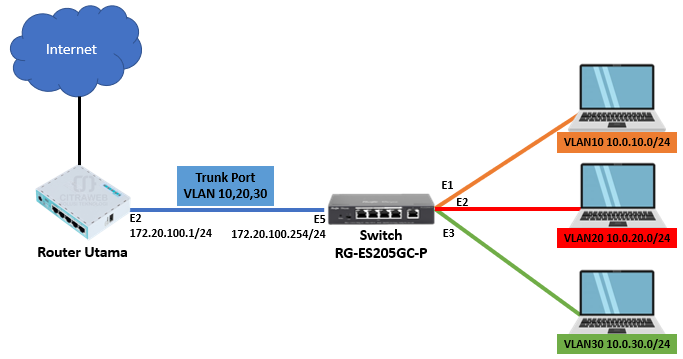 Internet
Trunk Port
VLAN 10,20,30
CITRAWEB
E2
172.20.100.1/24
Router Utama
E5
172.20.100.254/24
Switch
RG-ES205GC-P
E1
E2
E3
VLAN10 10.0.10.0/24
VLAN20 10.0.20.0/24
VLAN30 10.0.30.0/24